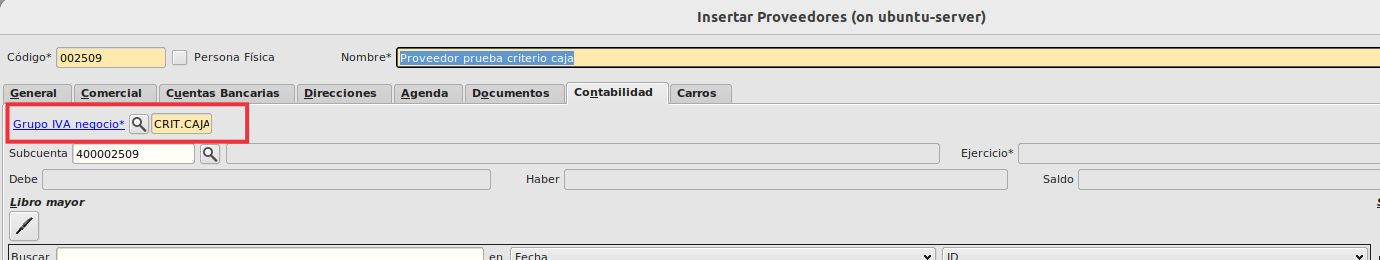 Insertar Proveedores (on ubuntu-server)
Código* 002509 Persona Física Nombre* Proveedor prueba criterio caja
General Comercial Cuentas Bancarias Direcciones Agenda Documentos Contabilidad Carros
Grupo IVA negocio* CRIT.CAJA
Subcuenta 400002509 Ejercicio*
Debe Haber Saldo
Libro mayor
Buscar en Fecha ID